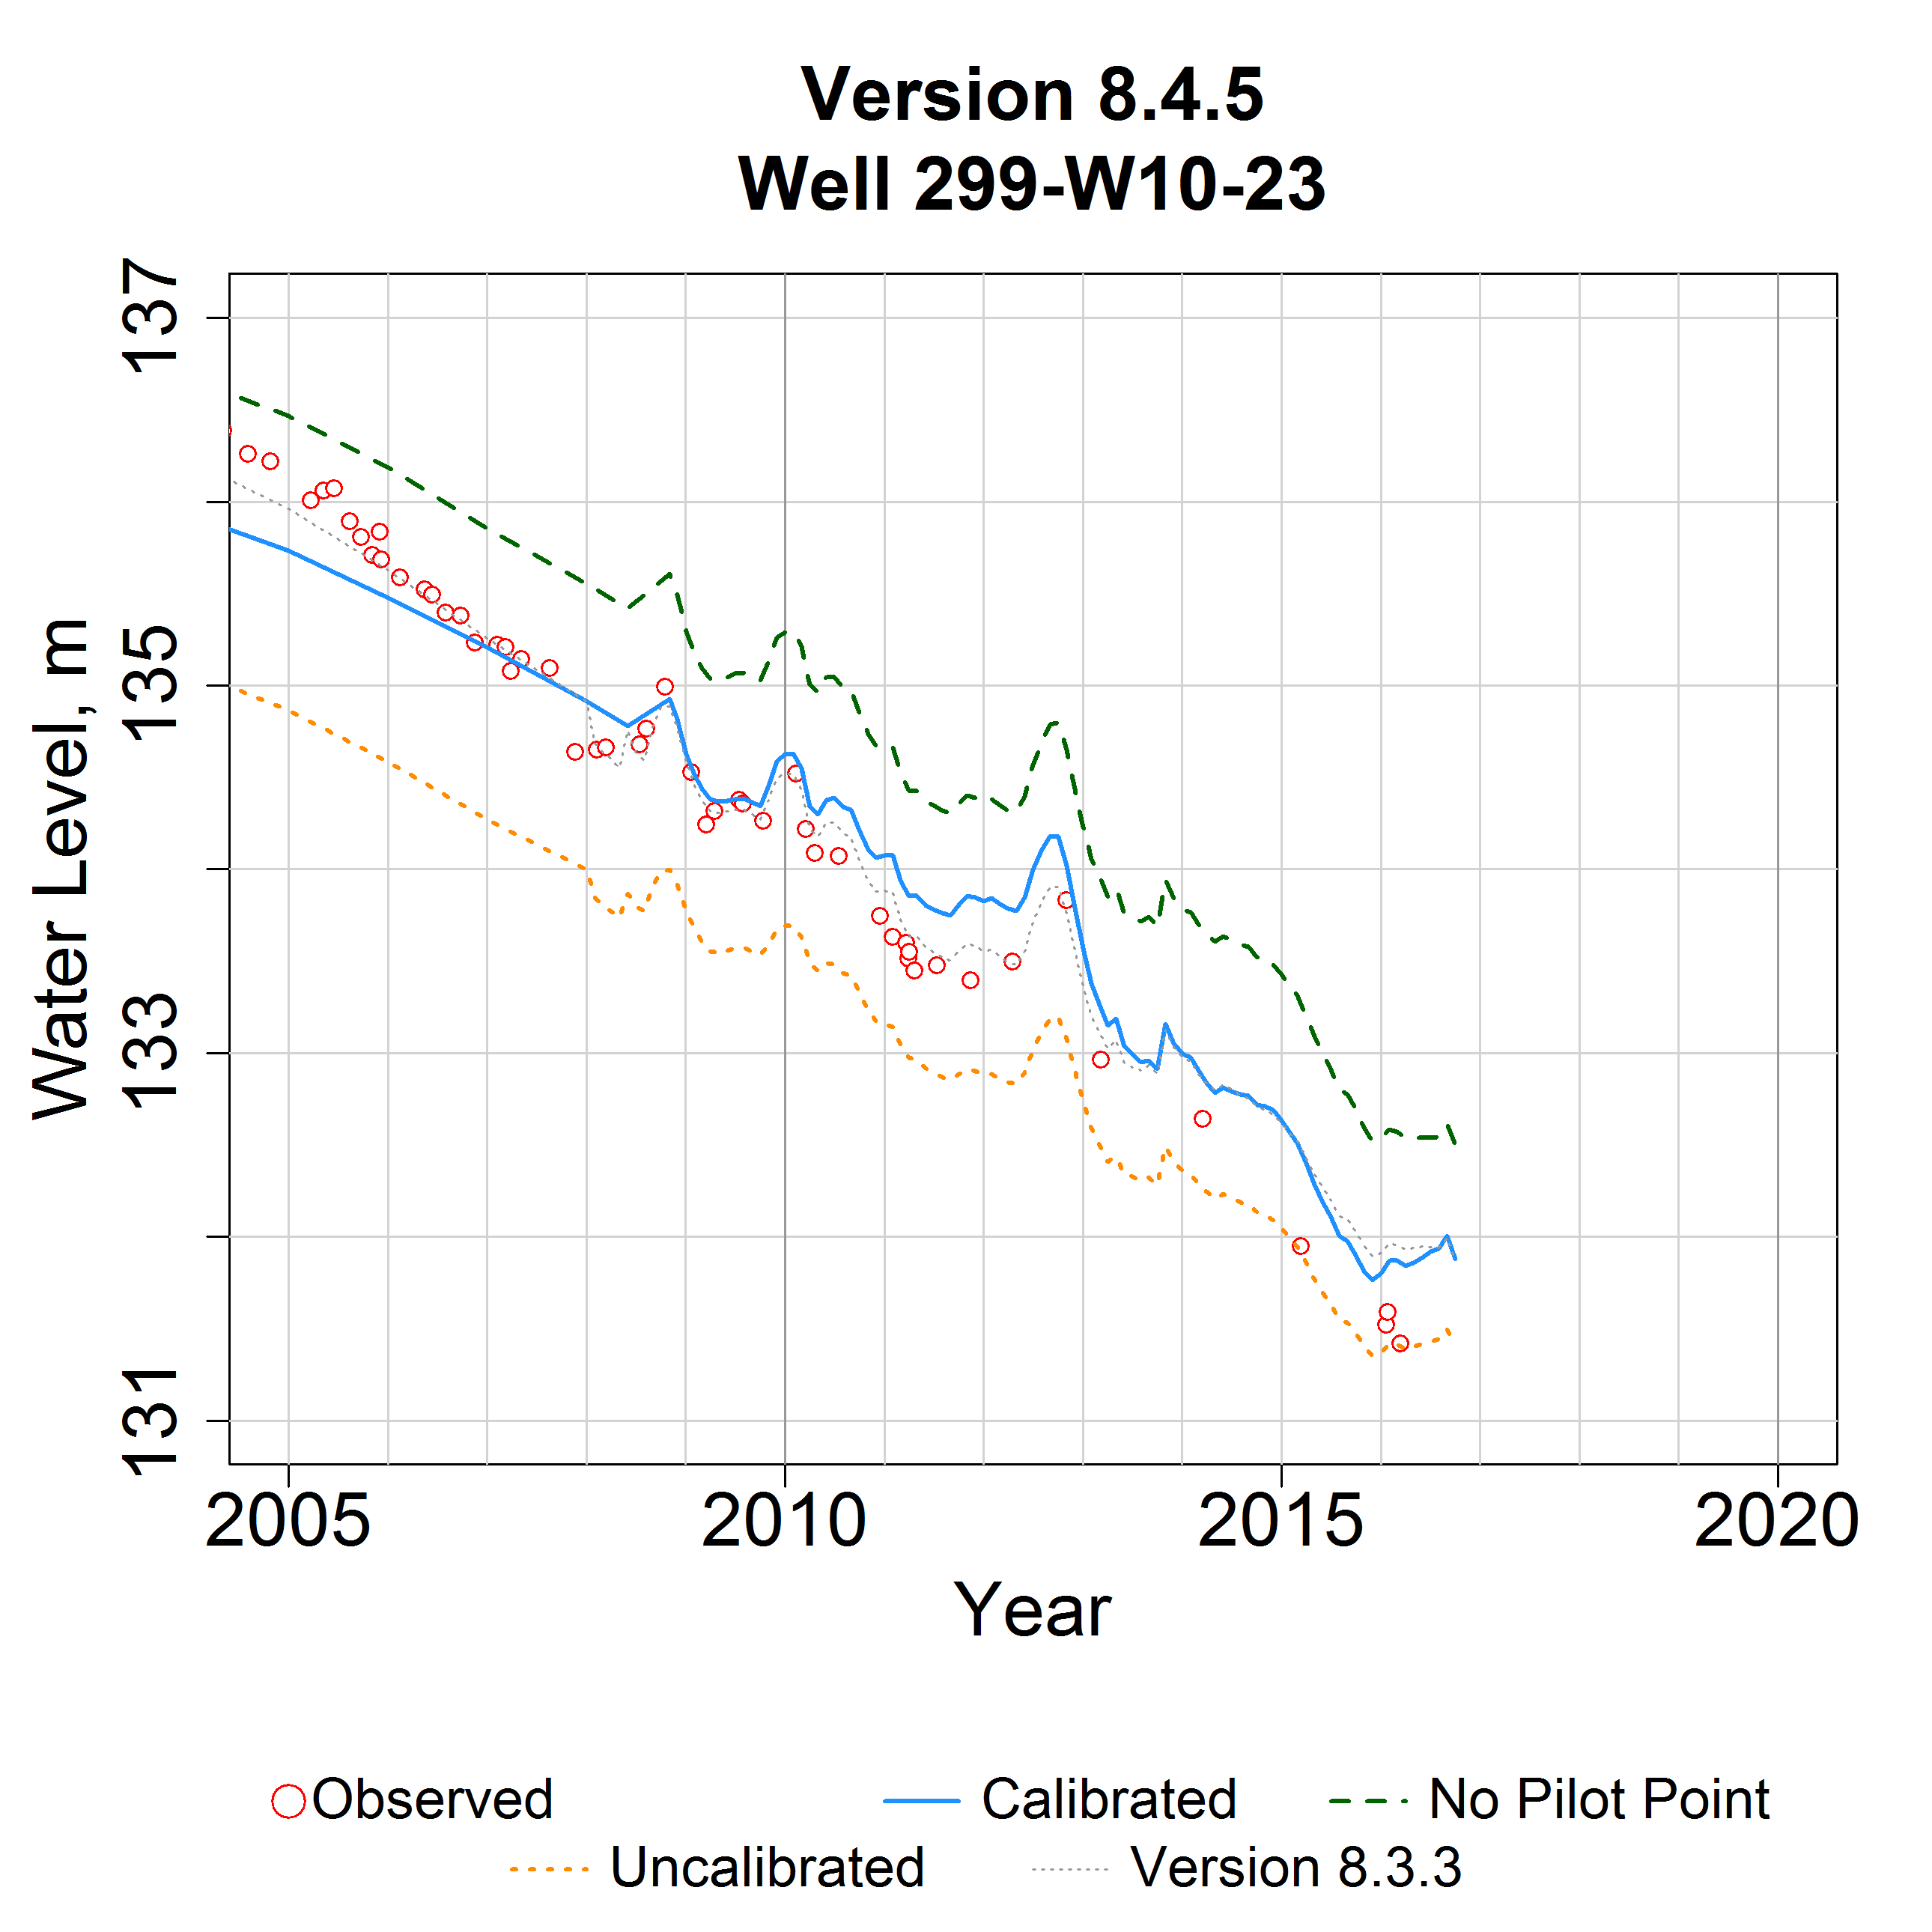 Version 8.4.5
Well 299-W10-23
Water Level, m
137
135
133
131
2005 2010 2015 2020
Year
Observed Calibrated No Pilot Point
Uncalibrated Version 8.3.3